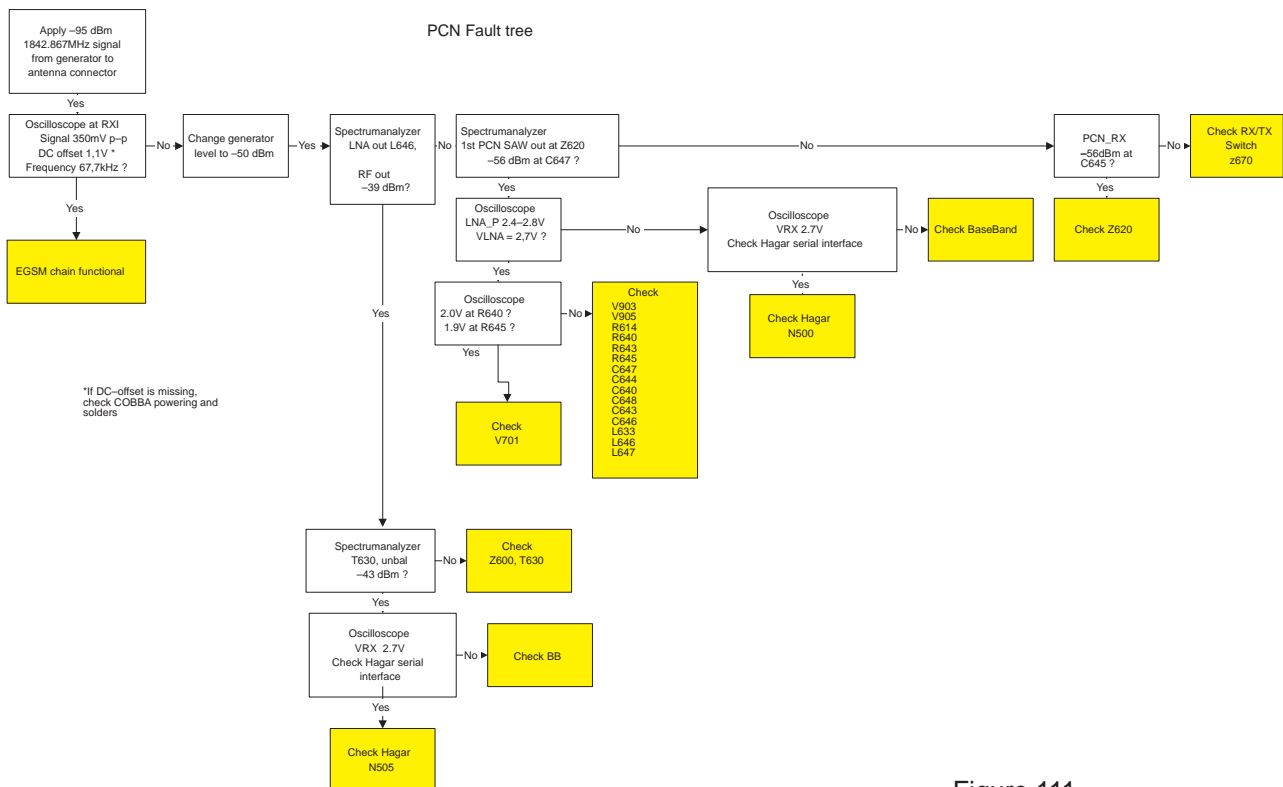 PCN Fault tree
Apply –95 dBm
1842.867MHz signal
from generator to
antenna connector
Yes
Oscilloscope at RXI
Signal 350mV p–p
DC offset 1,1V *
Frequency 67,7kHz ?
No
Change generator
level to –50 dBm
Yes
Spectrumanalyzer
LNA out L646,
RF out
–39 dBm?
No
Spectrumanalyzer
1st PCN SAW out at Z620
–56 dBm at C647 ?
No
PCN_RX
–56dBm at
C645 ?
No
Check RX/TX
Switch
z670
Yes
EGSM chain functional
Yes
Oscilloscope
LNA_P 2.4–2.8V
VLNA = 2,7V ?
No
Oscilloscope
VRX 2.7V
Check Hagar serial interface
No
Check BaseBand
Yes
Check Z620
Yes
Oscilloscope
2.0V at R640 ?
1.9V at R645 ?
No
Check
V903
V905
R614
R640
R643
R645
C647
C644
C640
C648
C643
C646
L633
L646
L647
Yes
Check Hagar
N500
Yes
Check
V701
*If DC–offset is missing,
check COBBA powering and
solders
Yes
Spectrumanalyzer
T630, unbal
–43 dBm ?
No
Check
Z600, T630
Yes
Oscilloscope
VRX 2.7V
Check Hagar serial
interface
No
Check BB
Yes
Check Hagar
N505
Figure 111